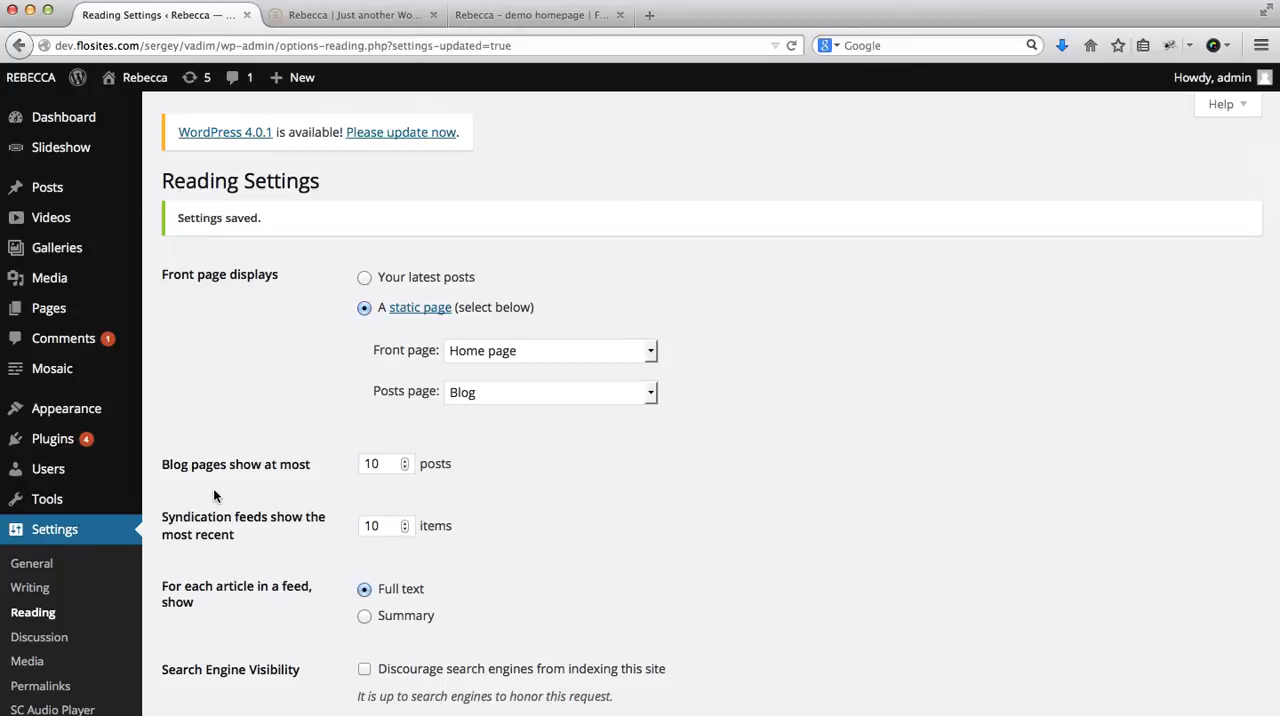 Reading Settings ‹ Rebecca — ...
Rebecca | Just another Wo...
Rebecca – demo homepage | F...
dev.flosites.com/sergey/vadim/wp-admin/options-reading.php?settings-updated=true
Google
REBECCA
Rebecca
5
1
New
Howdy, admin
Help
Dashboard
Slideshow
Posts
Videos
Galleries
Media
Pages
Comments 1
Mosaic
Appearance
Plugins 4
Users
Tools
Settings
General
Writing
Reading
Discussion
Media
Permalinks
SC Audio Player
WordPress 4.0.1 is available! Please update now.
Reading Settings
Settings saved.
Front page displays
Your latest posts
A static page (select below)
Front page: Home page
Posts page: Blog
Blog pages show at most
10 posts
Syndication feeds show the
most recent
10 items
For each article in a feed,
show
Full text
Summary
Search Engine Visibility
Discourage search engines from indexing this site
It is up to search engines to honor this request.